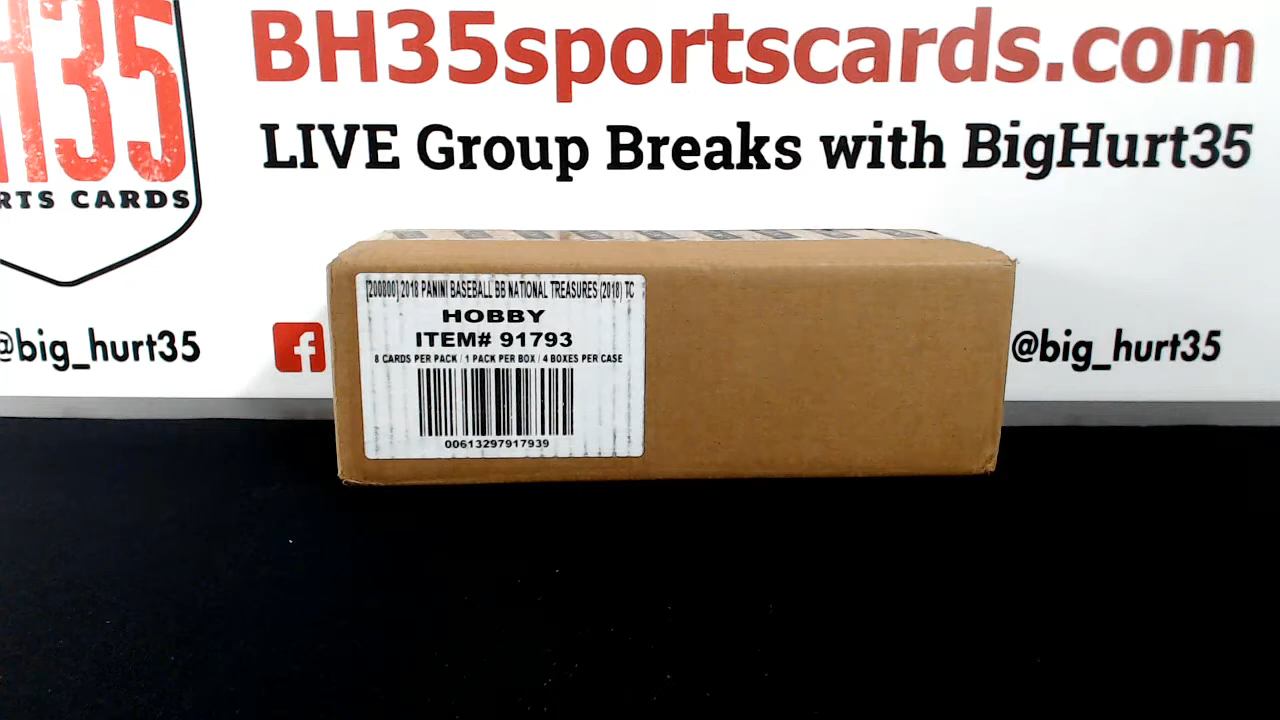 BH35sportscards.com
LIVE Group Breaks with BigHurt35
H35
RTS CARDS
@big_hurt35
f
@big_hurt35
[200800] 2018 PANINI BASEBALL BB NATIONAL TREASURES (2018) TC
HOBBY
ITEM# 91793
8 CARDS PER PACK / 1 PACK PER BOX / 4 BOXES PER CASE
00613297917939